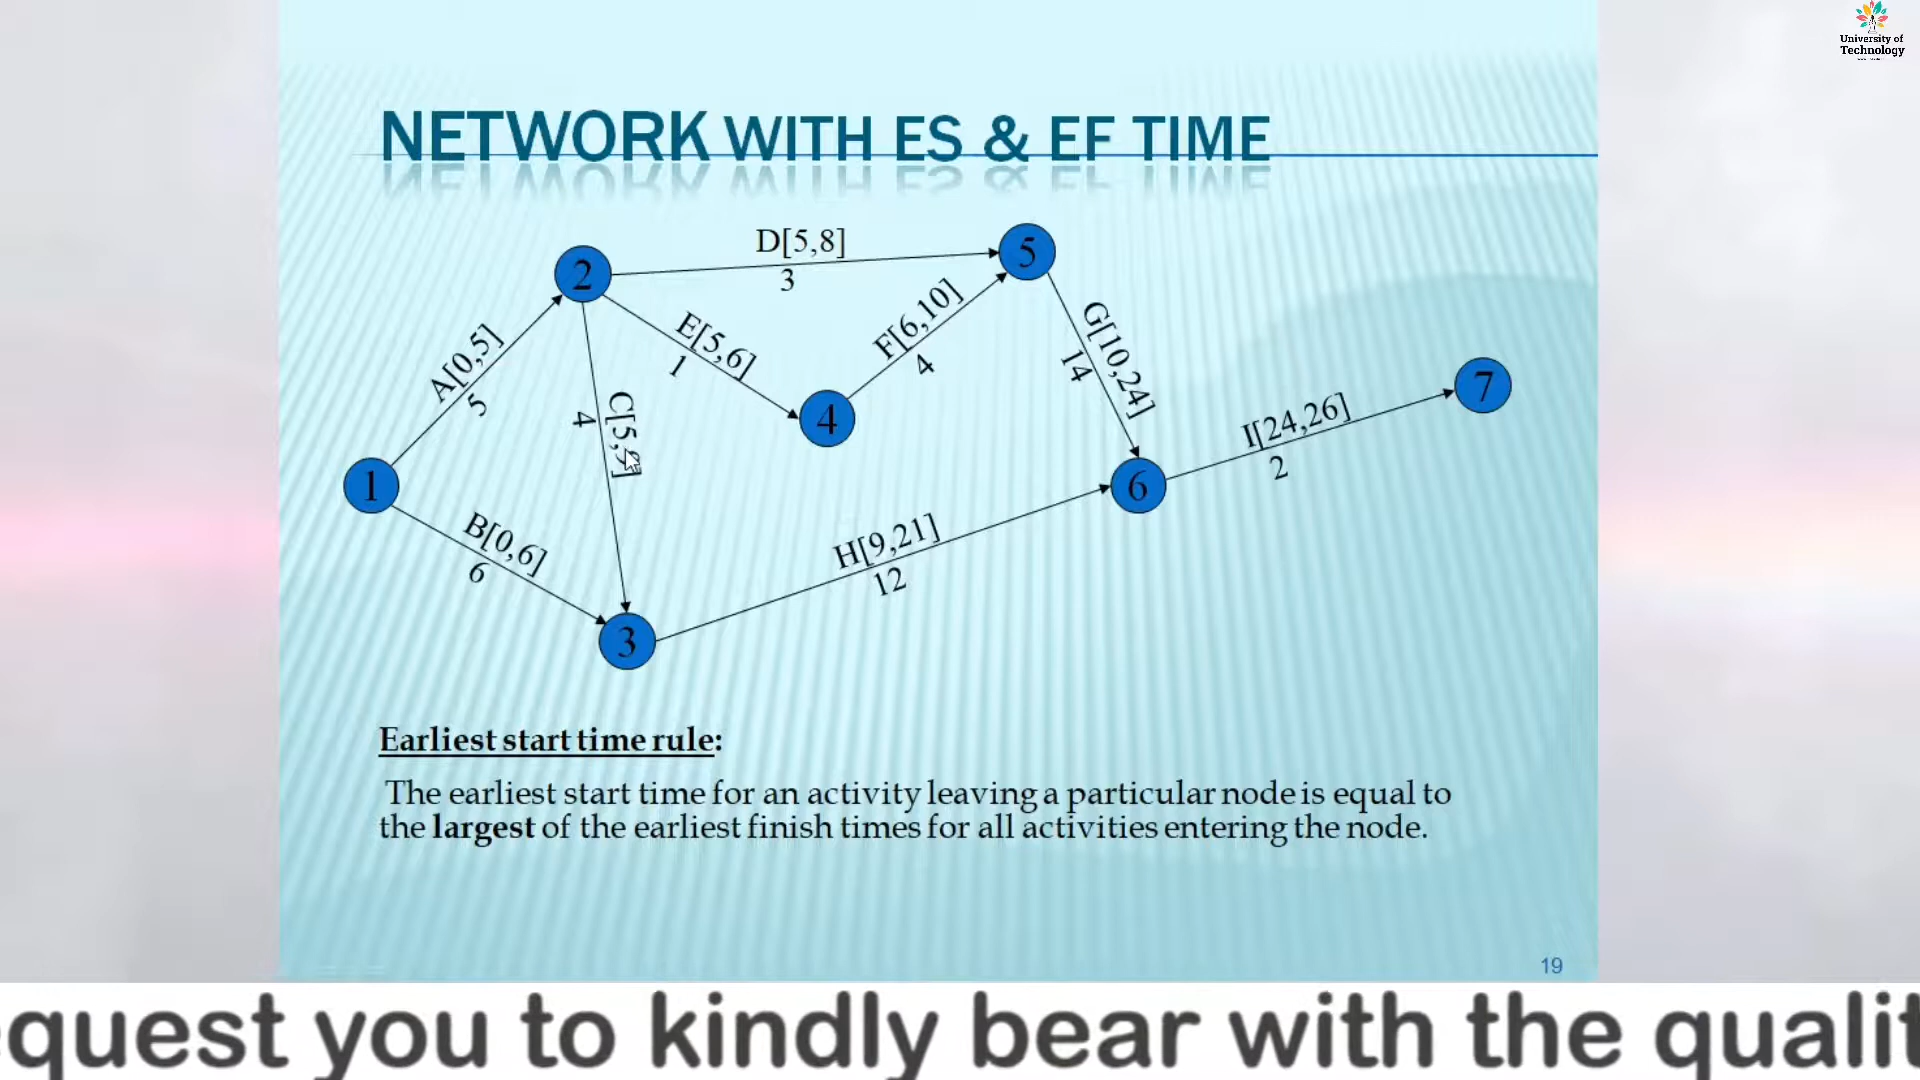 University of
Technology
NETWORK WITH ES & EF TIME
D[5,8]
3
2
5
A[0,5]
5
E[5,6]
1
F[6,10]
4
G[10,24]
14
C[5,9]
4
4
7
I[24,26]
2
1
6
B[0,6]
6
H[9,21]
12
3
Earliest start time rule:
The earliest start time for an activity leaving a particular node is equal to
the largest of the earliest finish times for all activities entering the node.
19
equest you to kindly bear with the qualit